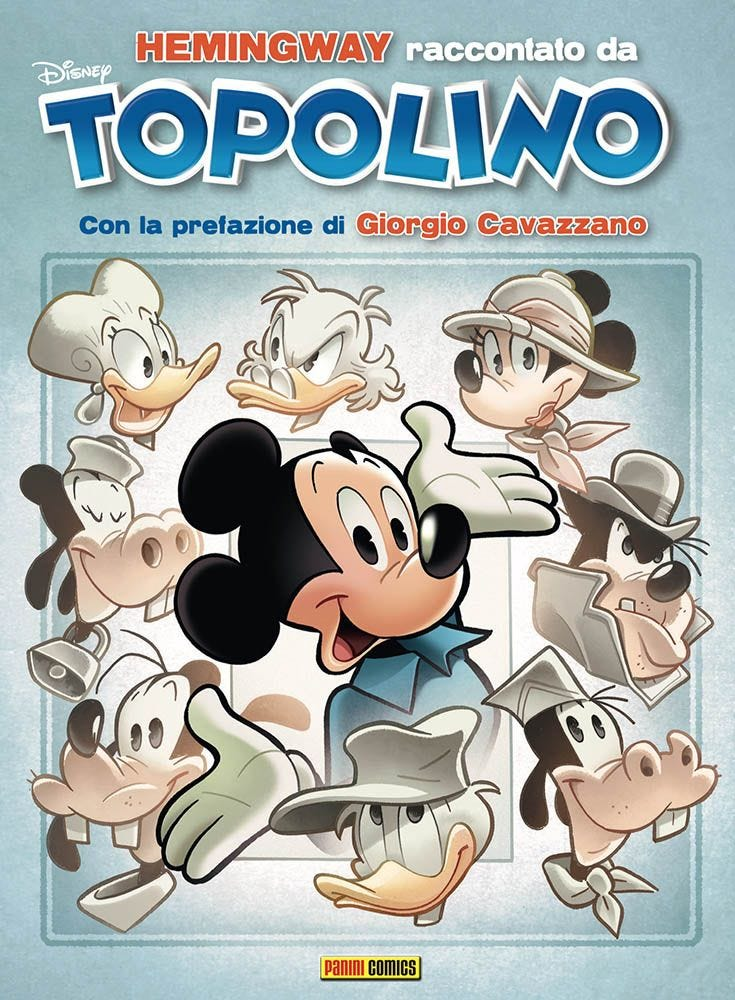 HEMINGWAY raccontato da
DISNEY
TOPOLINO
Con la prefazione di Giorgio Cavazzano
PANINI COMICS